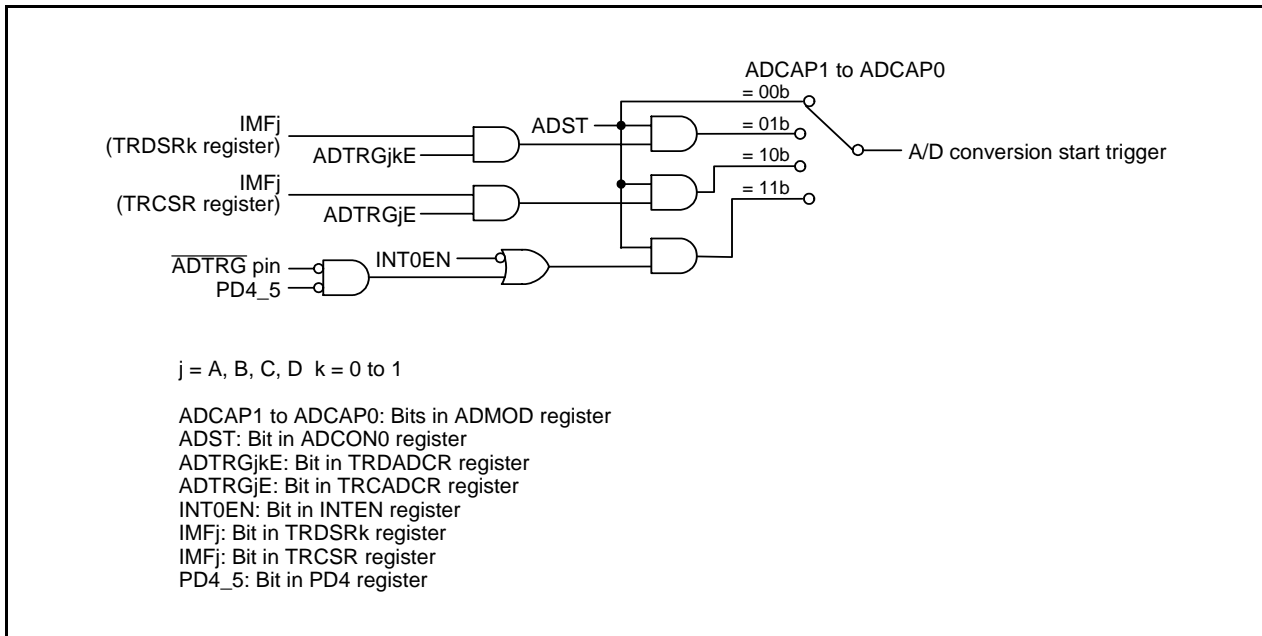 ADCAP1 to ADCAP0
= 00b
IMFj
(TRDSRk register)
ADTRGjkE
ADST
= 01b
A/D conversion start trigger
= 10b
IMFj
(TRCSR register)
ADTRGjE
= 11b
ADTRG pin
PD4_5
INT0EN
j = A, B, C, D k = 0 to 1
ADCAP1 to ADCAP0: Bits in ADMOD register
ADST: Bit in ADCON0 register
ADTRGjkE: Bit in TRDADCR register
ADTRGjE: Bit in TRCADCR register
INT0EN: Bit in INTEN register
IMFj: Bit in TRDSRk register
IMFj: Bit in TRCSR register
PD4_5: Bit in PD4 register